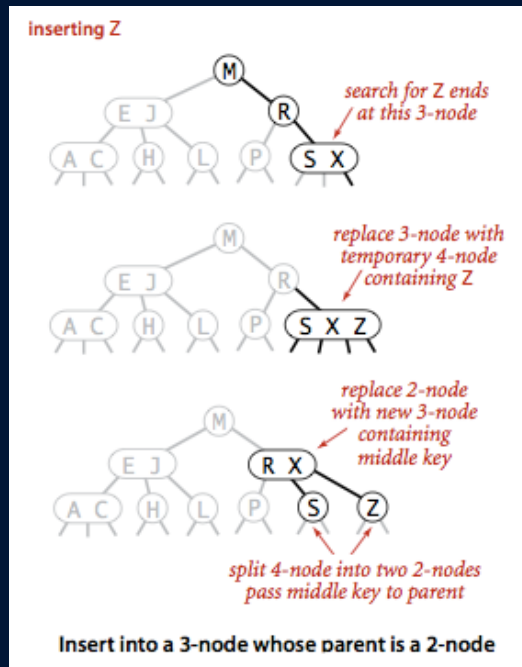 inserting Z
M
search for Z ends
at this 3-node
E J R
A C H L P S X
M
replace 3-node with
temporary 4-node
containing Z
E J R
A C H L P S X Z
replace 2-node
with new 3-node
containing
middle key
M
E J R X
A C H L P S Z
split 4-node into two 2-nodes
pass middle key to parent
Insert into a 3-node whose parent is a 2-node